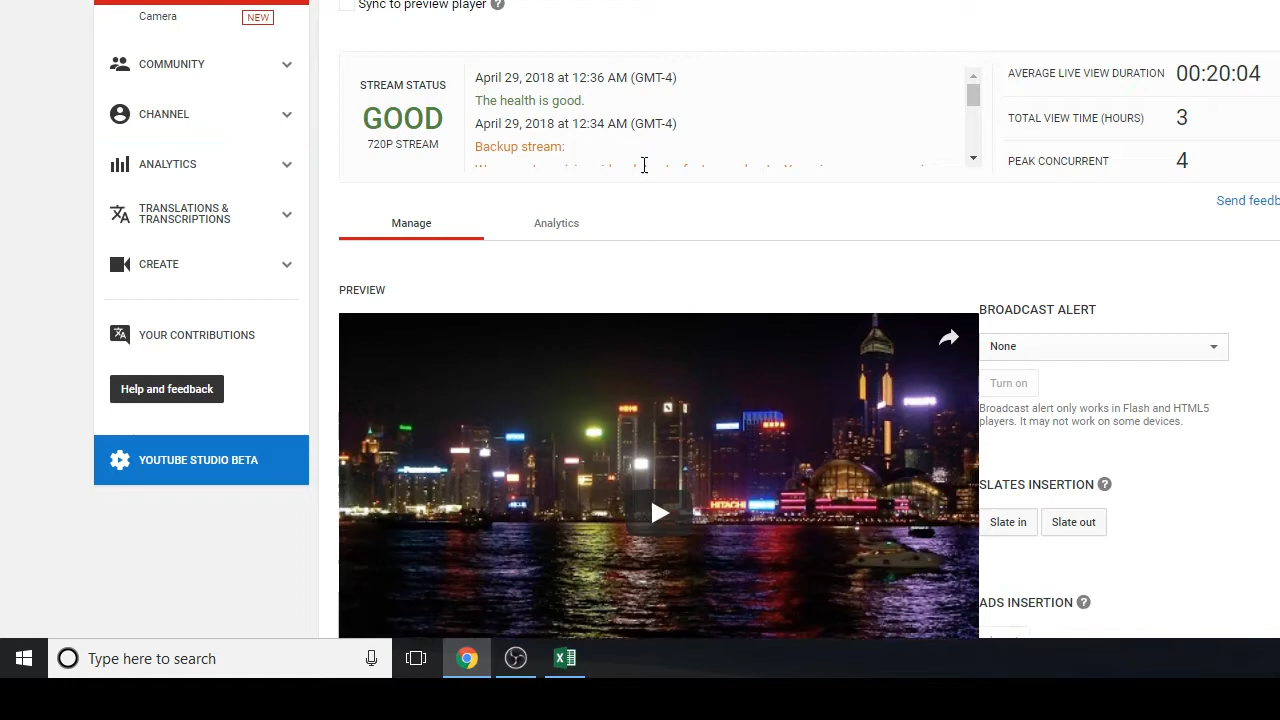 Camera
NEW
COMMUNITY
CHANNEL
ANALYTICS
TRANSLATIONS &
TRANSCRIPTIONS
CREATE
YOUR CONTRIBUTIONS
Help and feedback
YOUTUBE STUDIO BETA
Sync to preview player ?
STREAM STATUS
GOOD
720P STREAM
April 29, 2018 at 12:36 AM (GMT-4)
The health is good.
April 29, 2018 at 12:34 AM (GMT-4)
Backup stream:
AVERAGE LIVE VIEW DURATION 00:20:04
TOTAL VIEW TIME (HOURS) 3
PEAK CONCURRENT 4
Send feedb
Manage
Analytics
PREVIEW
HITACHI
BROADCAST ALERT
None
Turn on
Broadcast alert only works in Flash and HTML5
players. It may not work on some devices.
SLATES INSERTION ?
Slate in
Slate out
ADS INSERTION ?
Type here to search